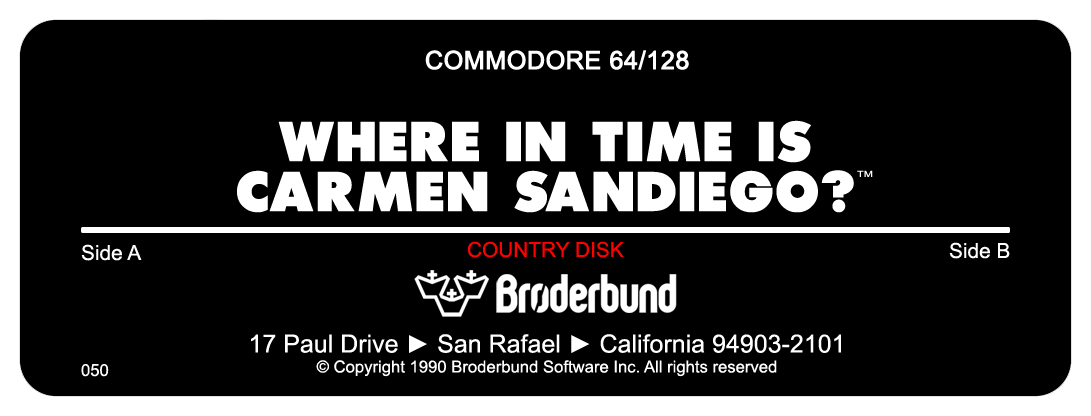 COMMODORE 64/128
WHERE IN TIME IS
CARMEN SANDIEGO?™
Side A COUNTRY DISK Side B
Brøderbund
17 Paul Drive ► San Rafael ► California 94903-2101
© Copyright 1990 Broderbund Software Inc. All rights reserved
050